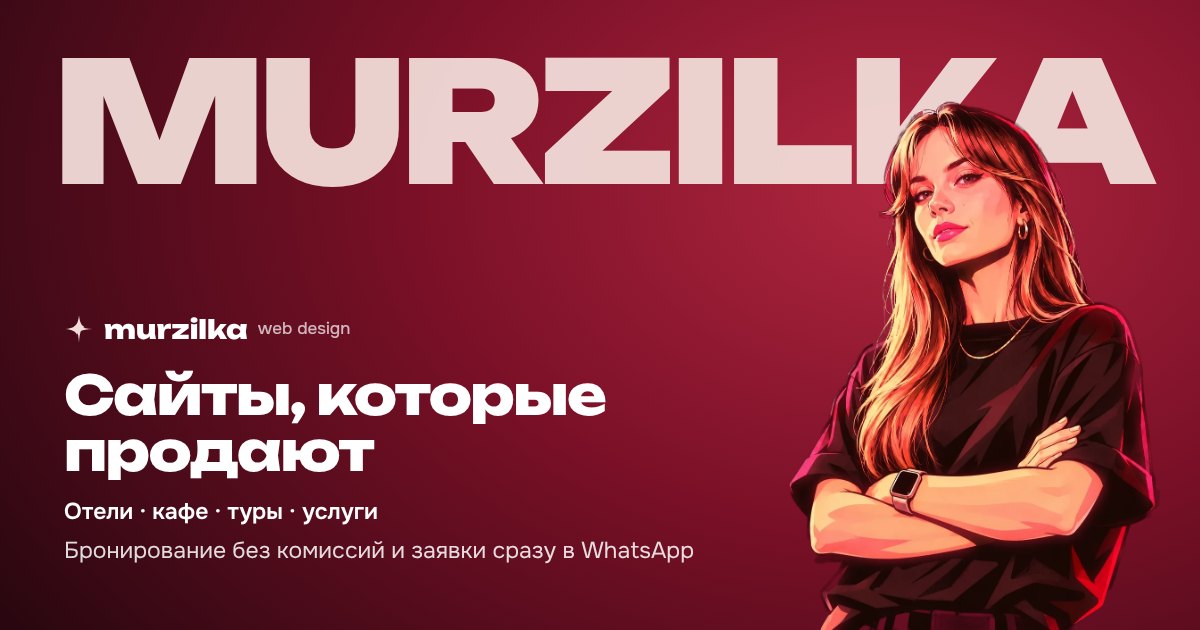 MURZILKA
murzilka web design
Сайты, которые
продают
Отели · кафе · туры · услуги
Бронирование без комиссий и заявки сразу в WhatsApp